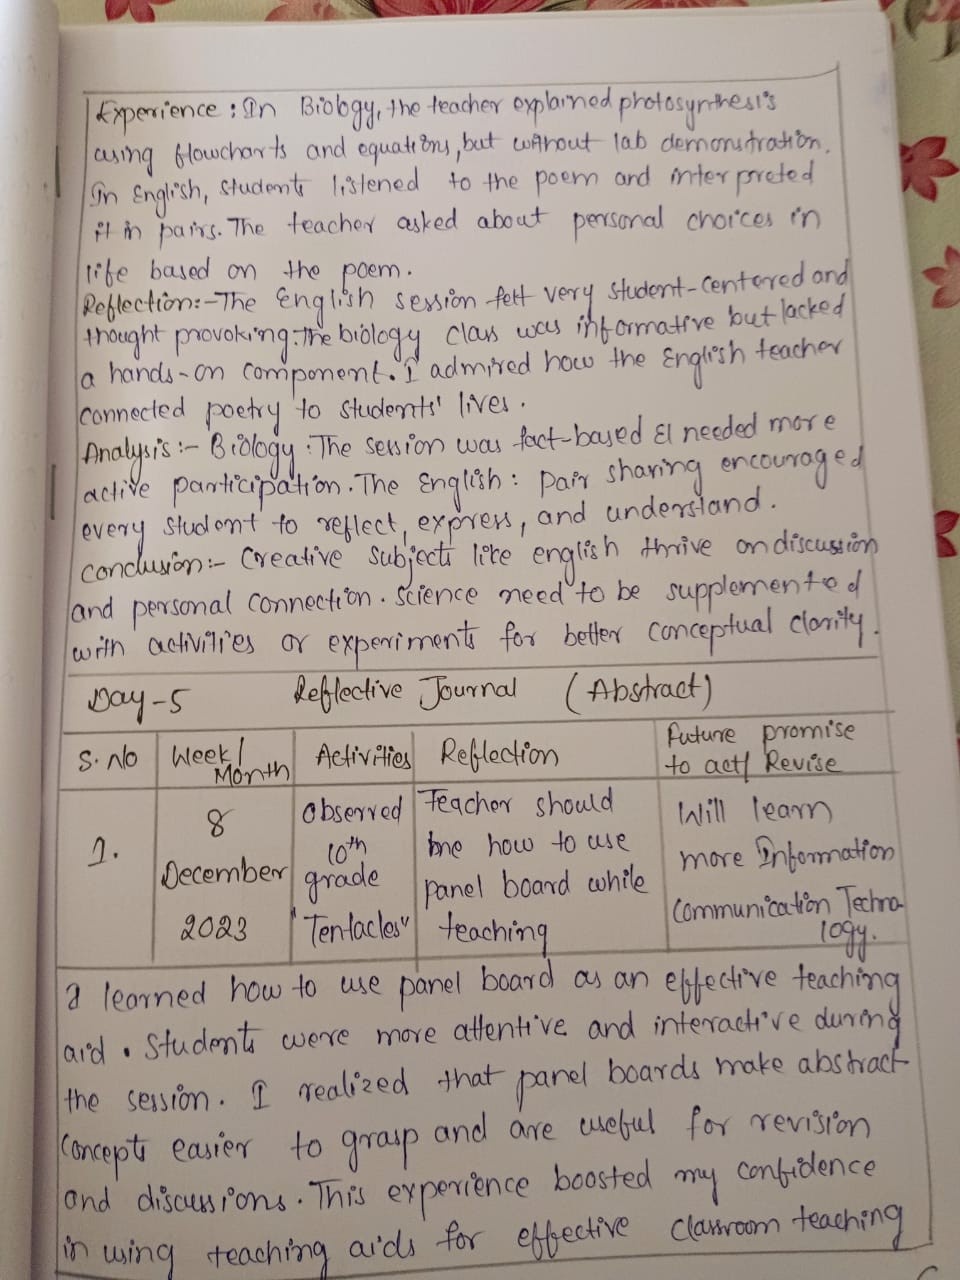 Experience : In Biology, the teacher explained photosynthesis
using flowcharts and equations, but without lab demonstration.
In English, students listened to the poem and interpreted
it in pairs. The teacher asked about personal choices in
life based on the poem.
Reflection:- The English session felt very student-centered and
thought provoking. The biology class was informative but lacked
a hands-on component. I admired how the English teacher
connected poetry to students' lives.
Analysis :- Biology : The session was fact-based & needed more
active participation. The English : Pair sharing encouraged
every student to reflect, express, and understand.
conclusion :- Creative subjects like english thrive on discussion
and personal connection. Science need to be supplemented
with activities or experiments for better conceptual clarity.
Day-5 Reflective Journal (Abstract)
S. No Week/ Month Activities Reflection Future promise to act/ Revise
1.
8
December
2023
Observed
10th
grade
"Tentacles"
Teacher should
how to use
panel board while
teaching
Will learn
more Information
Communication Techno-
logy.
I learned how to use panel board as an effective teaching
aid. Students were more attentive and interactive during
the session. I realized that panel boards make abstract
concepts easier to grasp and are useful for revision
and discussions. This experience boosted my confidence
in using teaching aids for effective classroom teaching